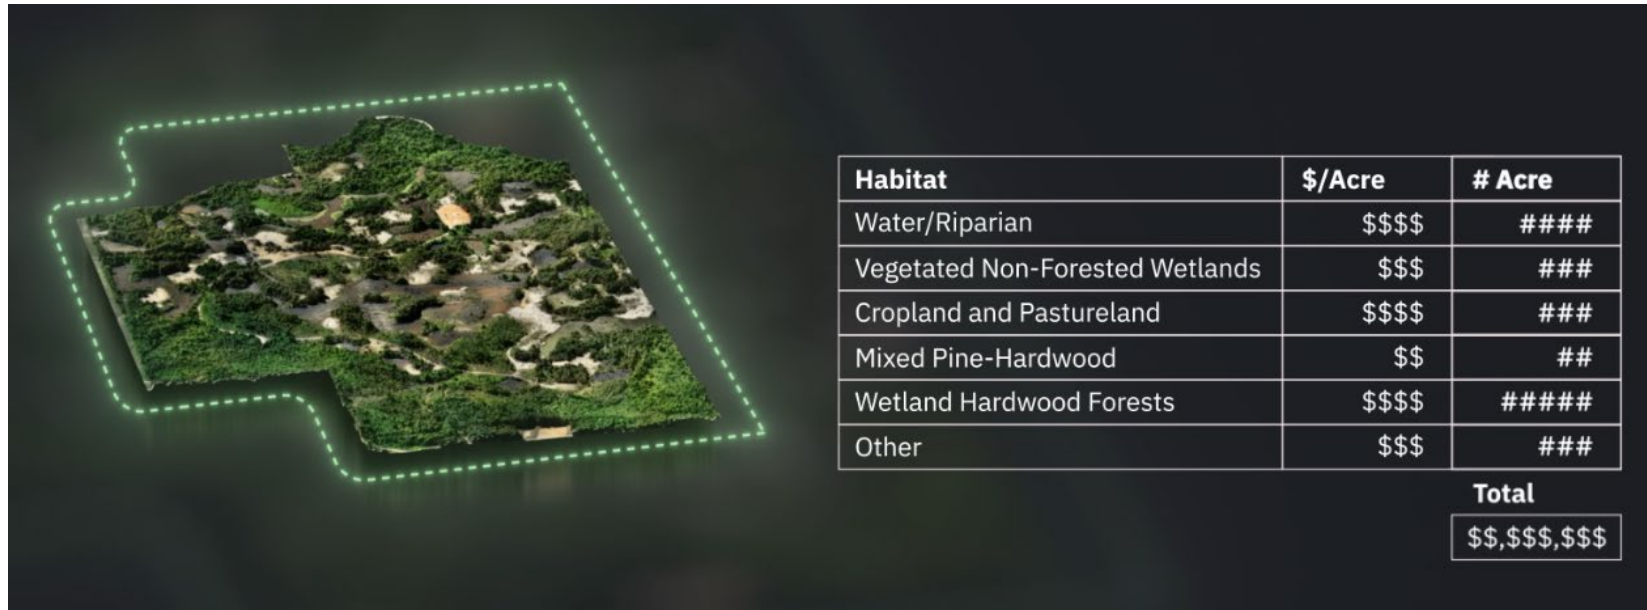 Habitat $/Acre # Acre
Water/Riparian $$$$ ####
Vegetated Non-Forested Wetlands $$$ ###
Cropland and Pastureland $$$$ ###
Mixed Pine-Hardwood $$ ##
Wetland Hardwood Forests $$$$ #####
Other $$$ ###
Total
$$,$$$,$$$